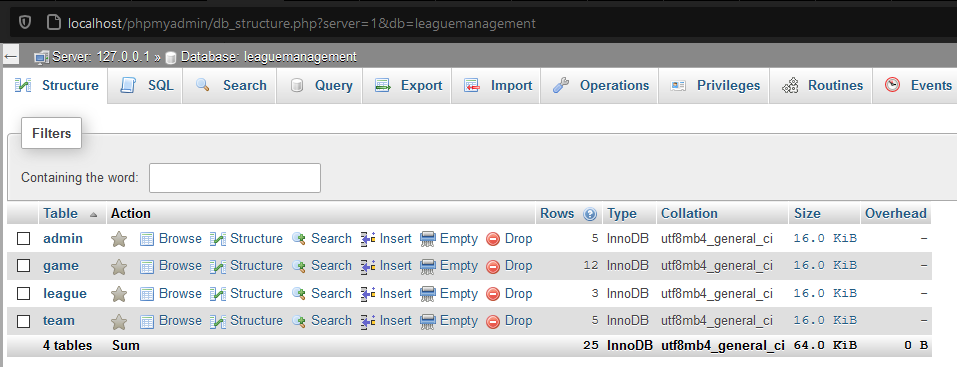 localhost/phpmyadmin/db_structure.php?server=1&db=leaguemanagement
Server: 127.0.0.1 » Database: leaguemanagement
Structure SQL Search Query Export Import Operations Privileges Routines Events
Filters
Containing the word:
Table Action Rows Type Collation Size Overhead
admin Browse Structure Search Insert Empty Drop 5 InnoDB utf8mb4_general_ci 16.0 KiB –
game Browse Structure Search Insert Empty Drop 12 InnoDB utf8mb4_general_ci 16.0 KiB –
league Browse Structure Search Insert Empty Drop 3 InnoDB utf8mb4_general_ci 16.0 KiB –
team Browse Structure Search Insert Empty Drop 5 InnoDB utf8mb4_general_ci 16.0 KiB –
4 tables Sum 25 InnoDB utf8mb4_general_ci 64.0 KiB 0 B